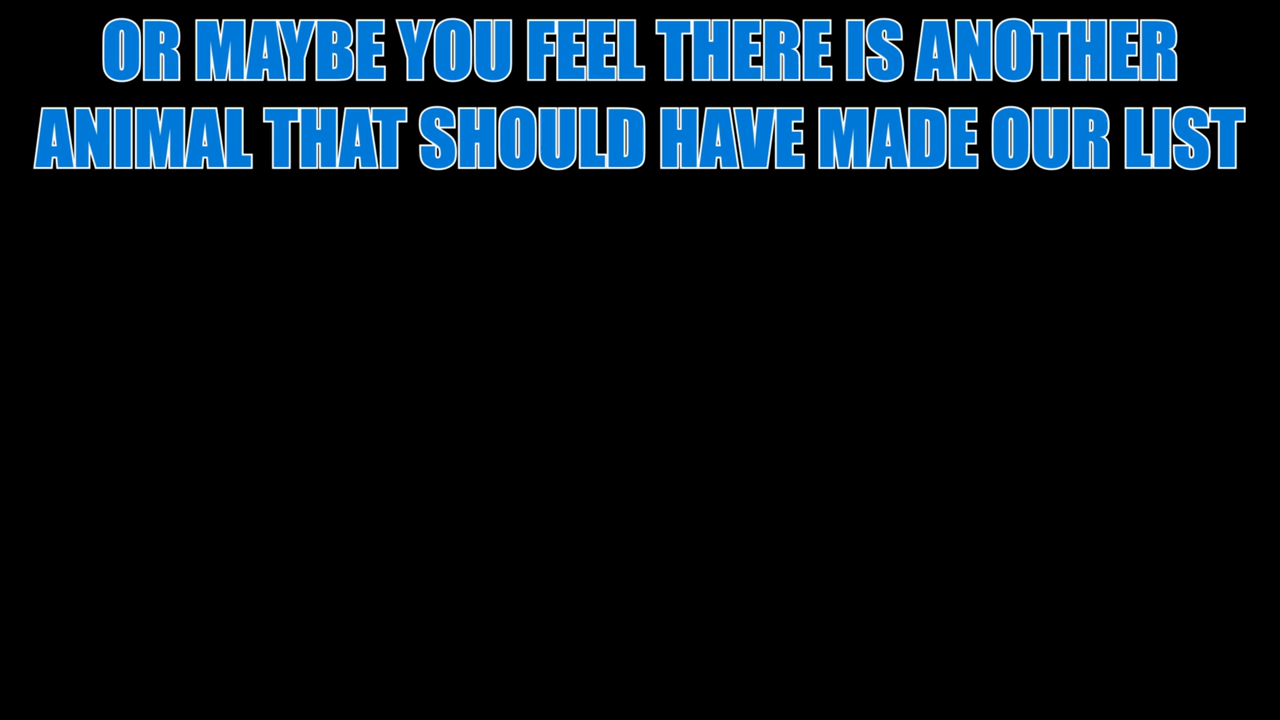 OR MAYBE YOU FEEL THERE IS ANOTHER
ANIMAL THAT SHOULD HAVE MADE OUR LIST